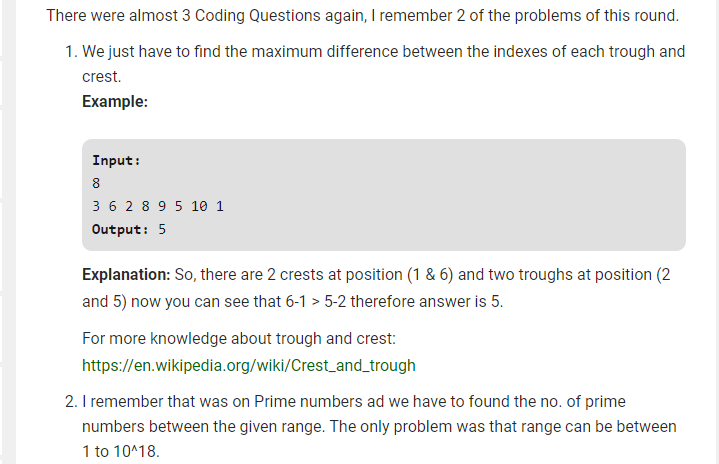 There were almost 3 Coding Questions again, I remember 2 of the problems of this round.
1. We just have to find the maximum difference between the indexes of each trough and
crest.
Example:
Input:
8
3 6 2 8 9 5 10 1
Output: 5
Explanation: So, there are 2 crests at position (1 & 6) and two troughs at position (2
and 5) now you can see that 6-1 > 5-2 therefore answer is 5.
For more knowledge about trough and crest:
https://en.wikipedia.org/wiki/Crest_and_trough
2. I remember that was on Prime numbers ad we have to found the no. of prime
numbers between the given range. The only problem was that range can be between
1 to 10^18.